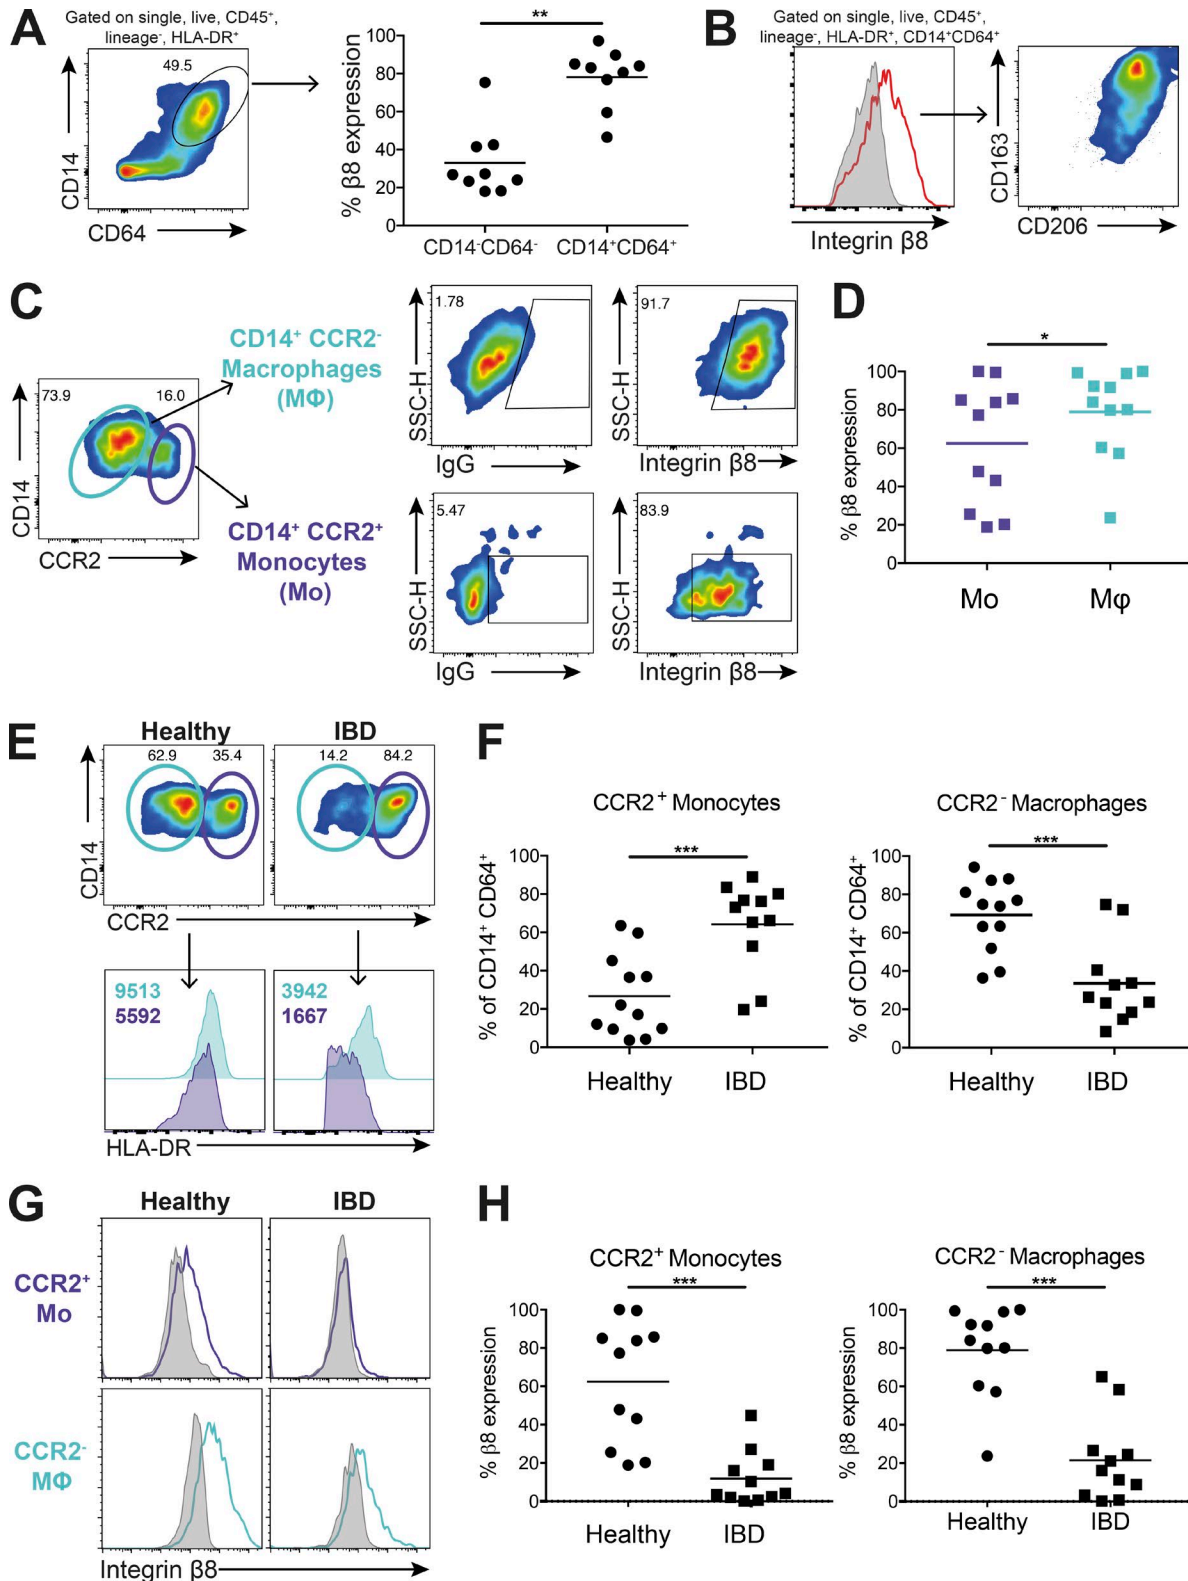 A
Gated on single, live, CD45⁺,
lineage⁻, HLA-DR⁺
49.5
CD14
CD64
**
% β8 expression
100
80
60
40
20
0
CD14⁻CD64⁻
CD14⁺CD64⁺
B
Gated on single, live, CD45⁺,
lineage⁻, HLA-DR⁺, CD14⁺CD64⁺
Integrin β8
CD163
CD206
C
73.9
16.0
CD14
CCR2
CD14⁺ CCR2⁻
Macrophages
(MΦ)
CD14⁺ CCR2⁺
Monocytes
(Mo)
1.78
SSC-H
IgG
91.7
SSC-H
Integrin β8
5.47
SSC-H
IgG
83.9
SSC-H
Integrin β8
D
*
% β8 expression
100
80
60
40
20
0
Mo
Mφ
E
Healthy
IBD
62.9
35.4
14.2
84.2
CD14
CCR2
9513
5592
3942
1667
HLA-DR
F
CCR2⁺ Monocytes
***
% of CD14⁺ CD64⁺
100
80
60
40
20
0
Healthy
IBD
CCR2⁻ Macrophages
***
% of CD14⁺ CD64⁺
100
80
60
40
20
0
Healthy
IBD
G
Healthy
IBD
CCR2⁺
Mo
CCR2⁻
MΦ
Integrin β8
H
CCR2⁺ Monocytes
***
% β8 expression
100
80
60
40
20
0
Healthy
IBD
CCR2⁻ Macrophages
***
% β8 expression
100
80
60
40
20
0
Healthy
IBD